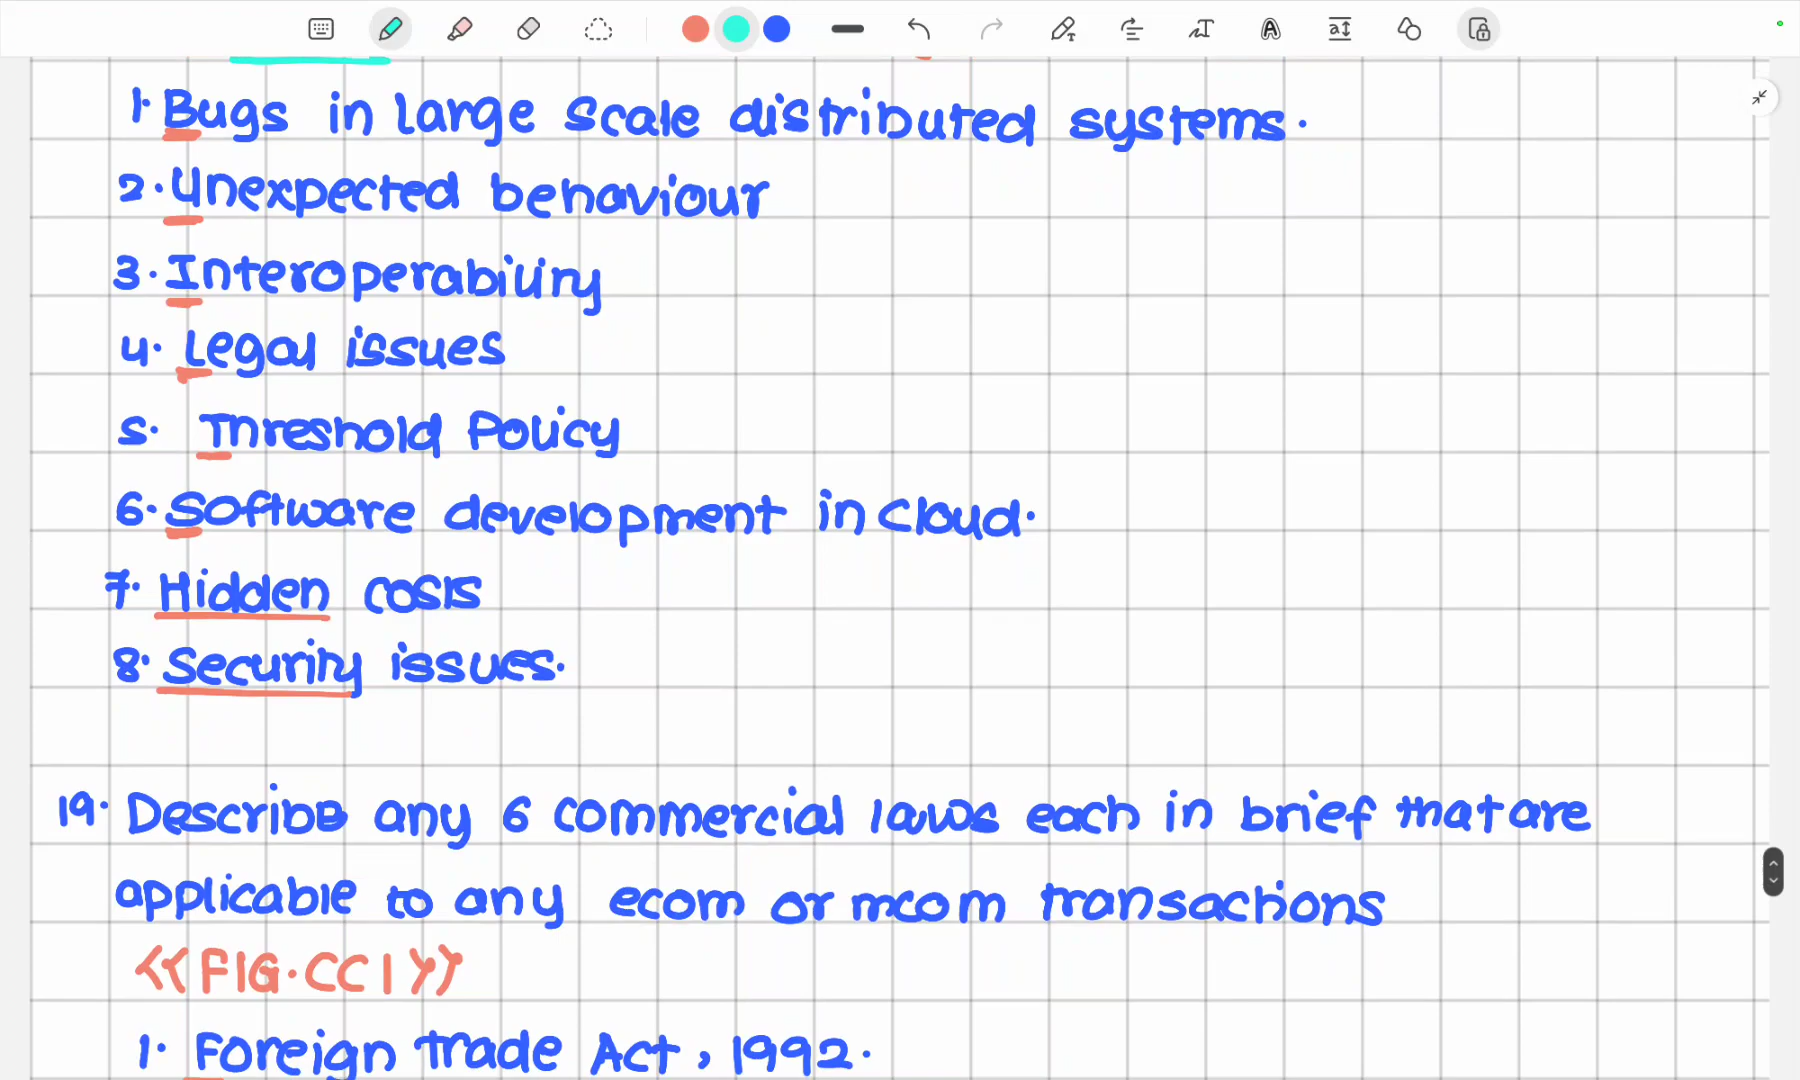 1. Bugs in large scale distributed systems.
2. Unexpected behaviour
3. Interoperability
4. Legal issues
5. Threshold Policy
6. Software development in cloud.
7. Hidden costs
8. Security issues.
19. Describe any 6 commercial laws each in brief that are
applicable to any ecom or mcom transactions
<<FIG.CCI>>
1. Foreign trade Act, 1992.